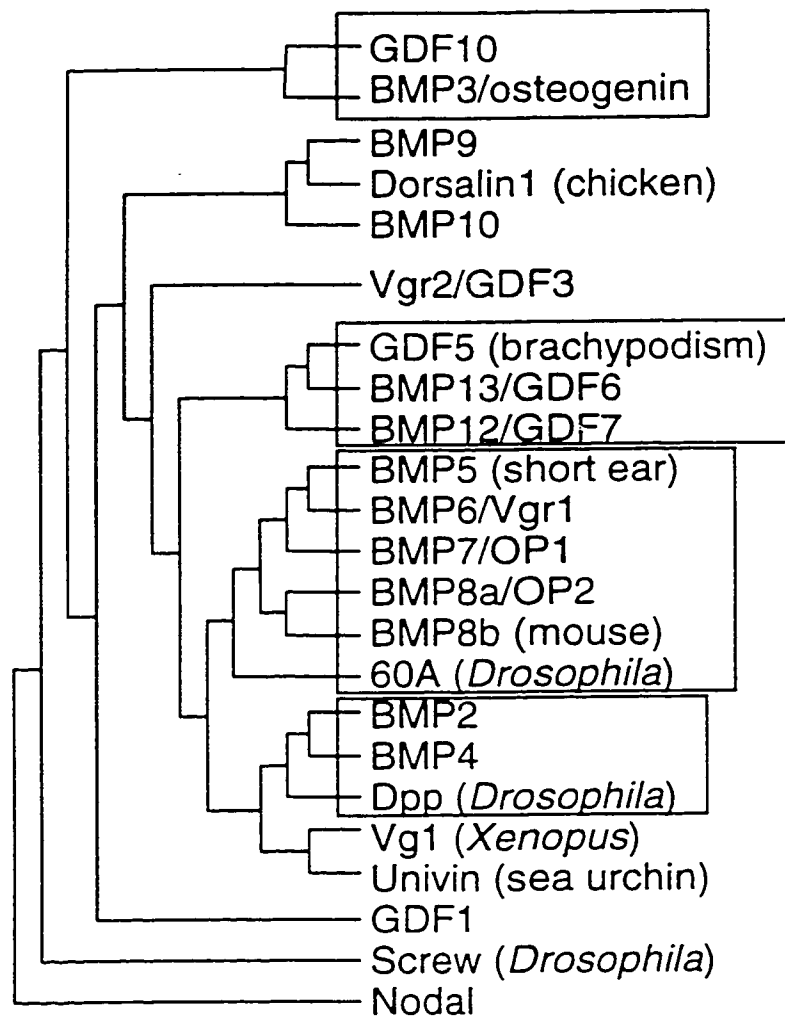 GDF10
BMP3/osteogenin
BMP9
Dorsalin1 (chicken)
BMP10
Vgr2/GDF3
GDF5 (brachypodism)
BMP13/GDF6
BMP12/GDF7
BMP5 (short ear)
BMP6/Vgr1
BMP7/OP1
BMP8a/OP2
BMP8b (mouse)
60A (Drosophila)
BMP2
BMP4
Dpp (Drosophila)
Vg1 (Xenopus)
Univin (sea urchin)
GDF1
Screw (Drosophila)
Nodal